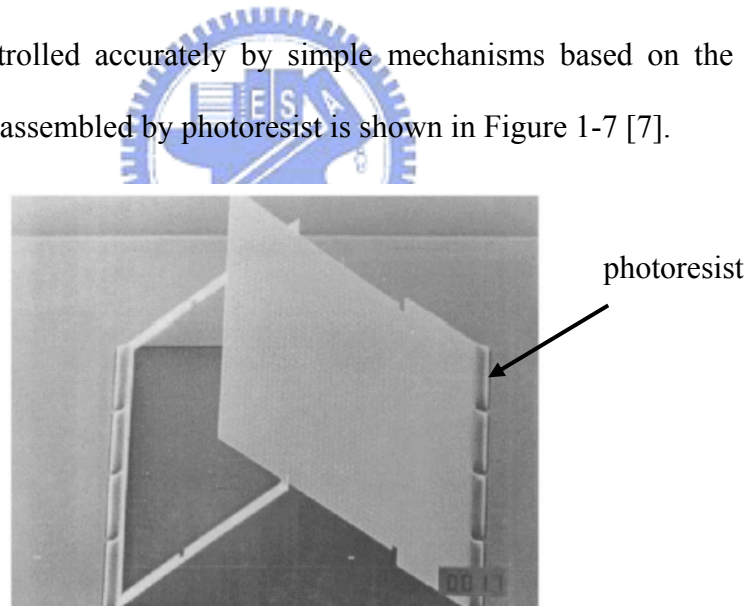 trolled accurately by simple mechanisms based on the
assembled by photoresist is shown in Figure 1-7 [7].
E S A
photoresist
0017